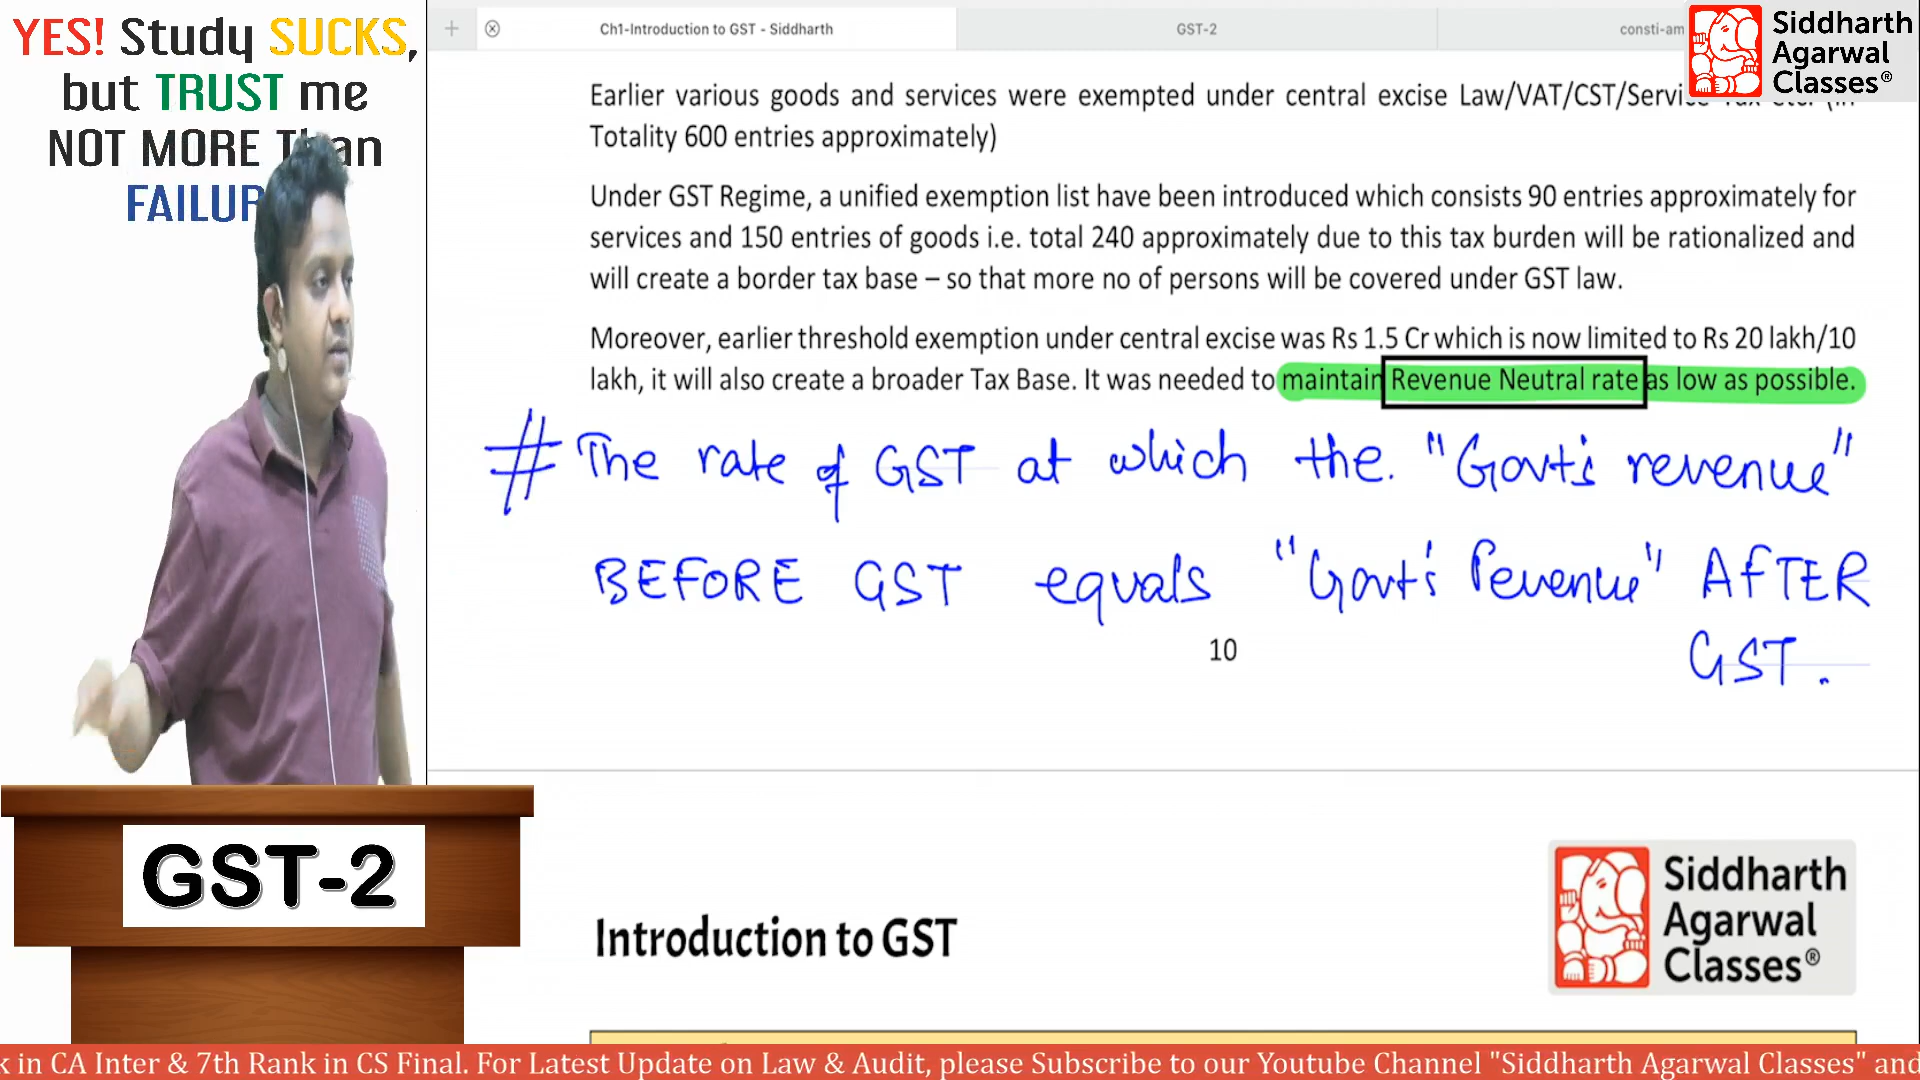 YES! Study SUCKS,
but TRUST me
NOT MORE Than
FAILUR
Ch1-Introduction to GST - Siddharth
GST-2
consti-am
Siddharth
Agarwal
Classes®
Earlier various goods and services were exempted under central excise Law/VAT/CST/Service
Totality 600 entries approximately)
Under GST Regime, a unified exemption list have been introduced which consists 90 entries approximately for
services and 150 entries of goods i.e. total 240 approximately due to this tax burden will be rationalized and
will create a border tax base – so that more no of persons will be covered under GST law.
Moreover, earlier threshold exemption under central excise was Rs 1.5 Cr which is now limited to Rs 20 lakh/10
lakh, it will also create a broader Tax Base. It was needed to maintain Revenue Neutral rate as low as possible.
# The rate of GST at which the. "Govt's revenue"
BEFORE GST equals "Govt's Revenue" AFTER
GST.
10
GST-2
Introduction to GST
Siddharth
Agarwal
Classes®
k in CA Inter & 7th Rank in CS Final. For Latest Update on Law & Audit, please Subscribe to our Youtube Channel "Siddharth Agarwal Classes" and